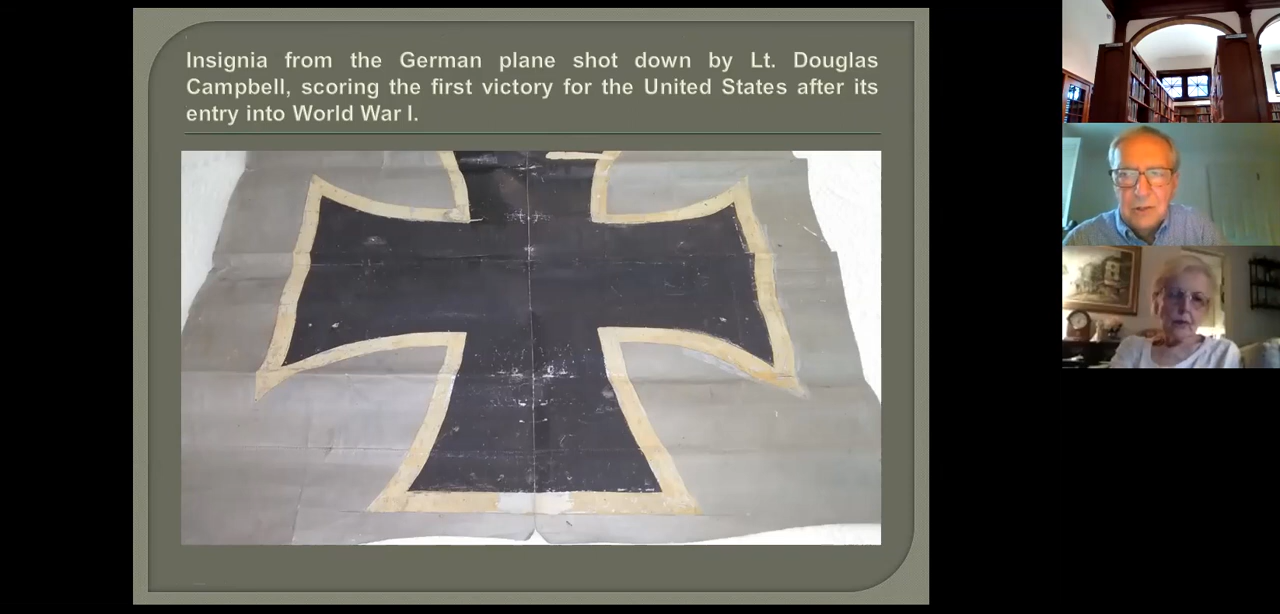 Insignia from the German plane shot down by Lt. Douglas
Campbell, scoring the first victory for the United States after its
entry into World War I.